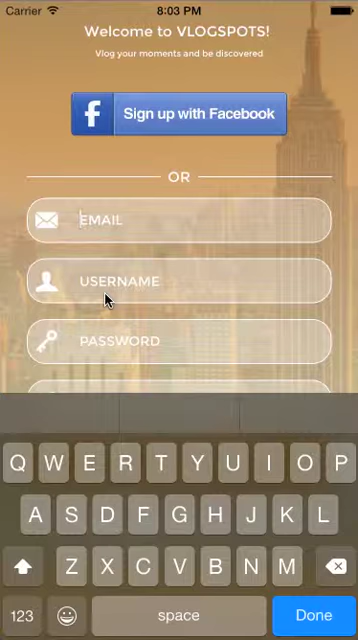 Carrier 8:03 PM
Welcome to VLOGSPOTS!
Vlog your moments and be discovered
f Sign up with Facebook
OR
EMAIL
USERNAME
PASSWORD
Q W E R T Y U I O P
A S D F G H J K L
Z X C V B N M
123 space Done